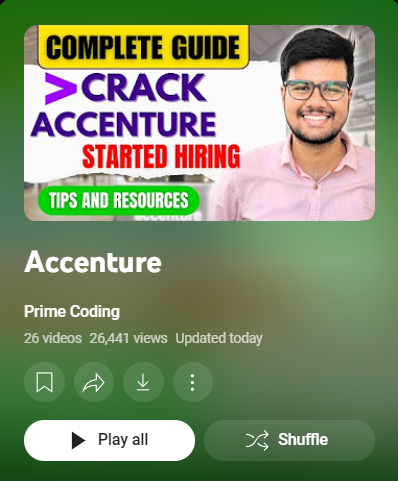 COMPLETE GUIDE
>CRACK
ACCENTURE
STARTED HIRING
TIPS AND RESOURCES
accenture
Accenture
Prime Coding
26 videos 26,441 views Updated today
Play all
Shuffle